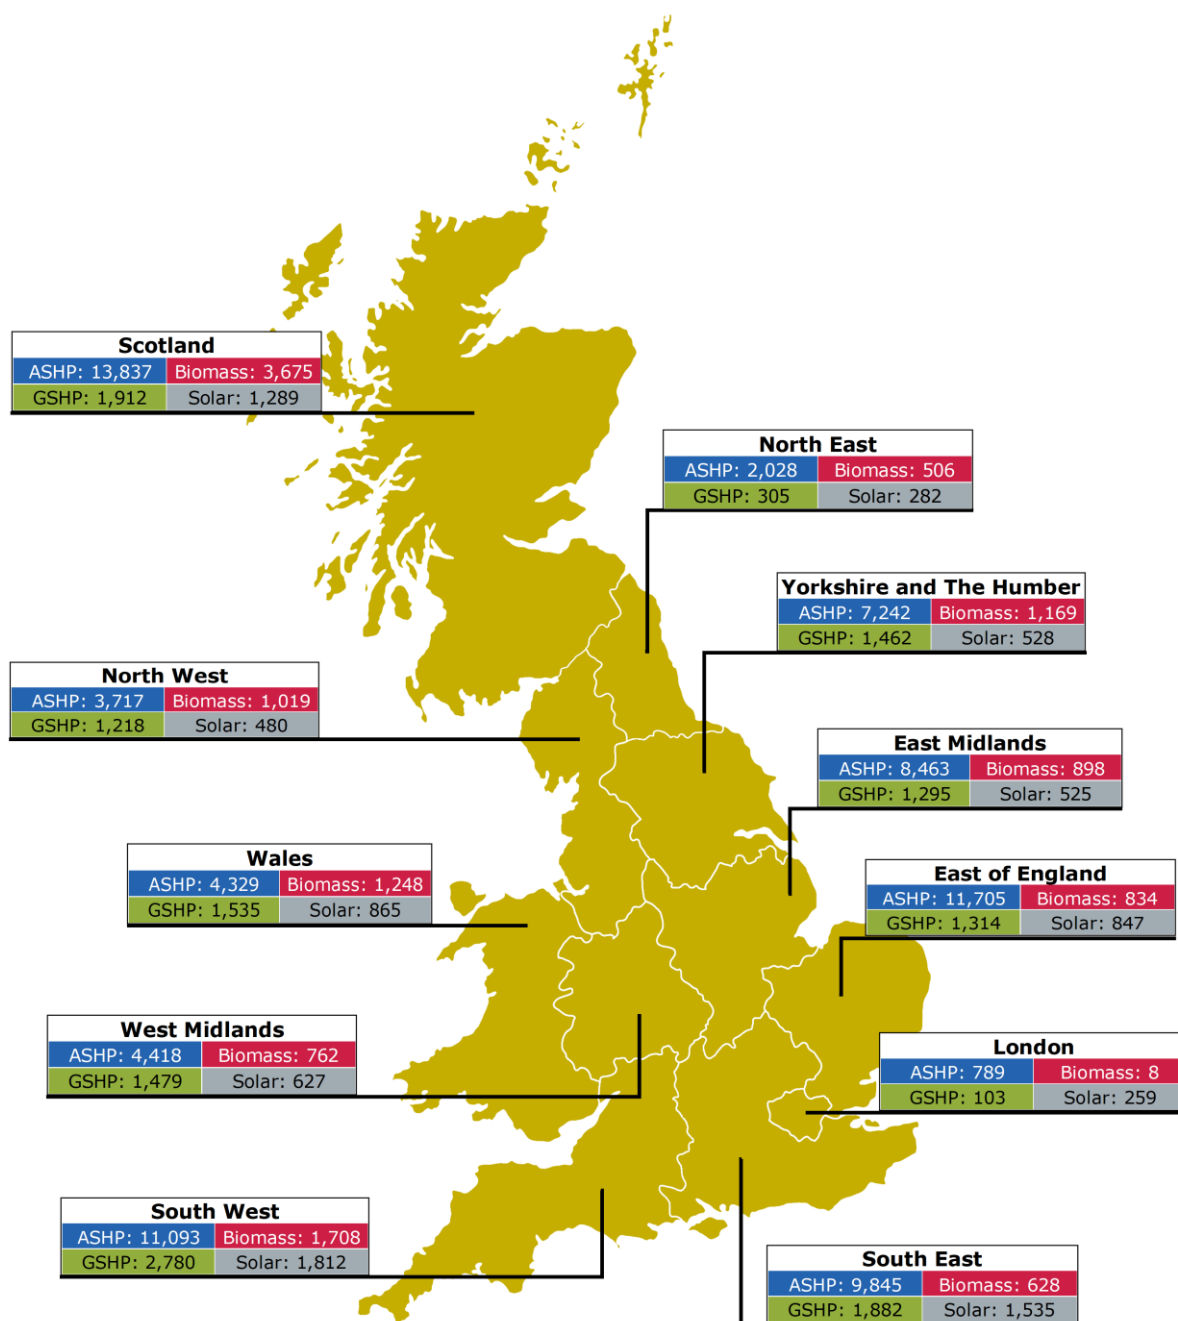 Scotland
ASHP: 13,837 Biomass: 3,675
GSHP: 1,912 Solar: 1,289
North East
ASHP: 2,028 Biomass: 506
GSHP: 305 Solar: 282
Yorkshire and The Humber
ASHP: 7,242 Biomass: 1,169
GSHP: 1,462 Solar: 528
North West
ASHP: 3,717 Biomass: 1,019
GSHP: 1,218 Solar: 480
East Midlands
ASHP: 8,463 Biomass: 898
GSHP: 1,295 Solar: 525
Wales
ASHP: 4,329 Biomass: 1,248
GSHP: 1,535 Solar: 865
East of England
ASHP: 11,705 Biomass: 834
GSHP: 1,314 Solar: 847
West Midlands
ASHP: 4,418 Biomass: 762
GSHP: 1,479 Solar: 627
London
ASHP: 789 Biomass: 8
GSHP: 103 Solar: 259
South West
ASHP: 11,093 Biomass: 1,708
GSHP: 2,780 Solar: 1,812
South East
ASHP: 9,845 Biomass: 628
GSHP: 1,882 Solar: 1,535